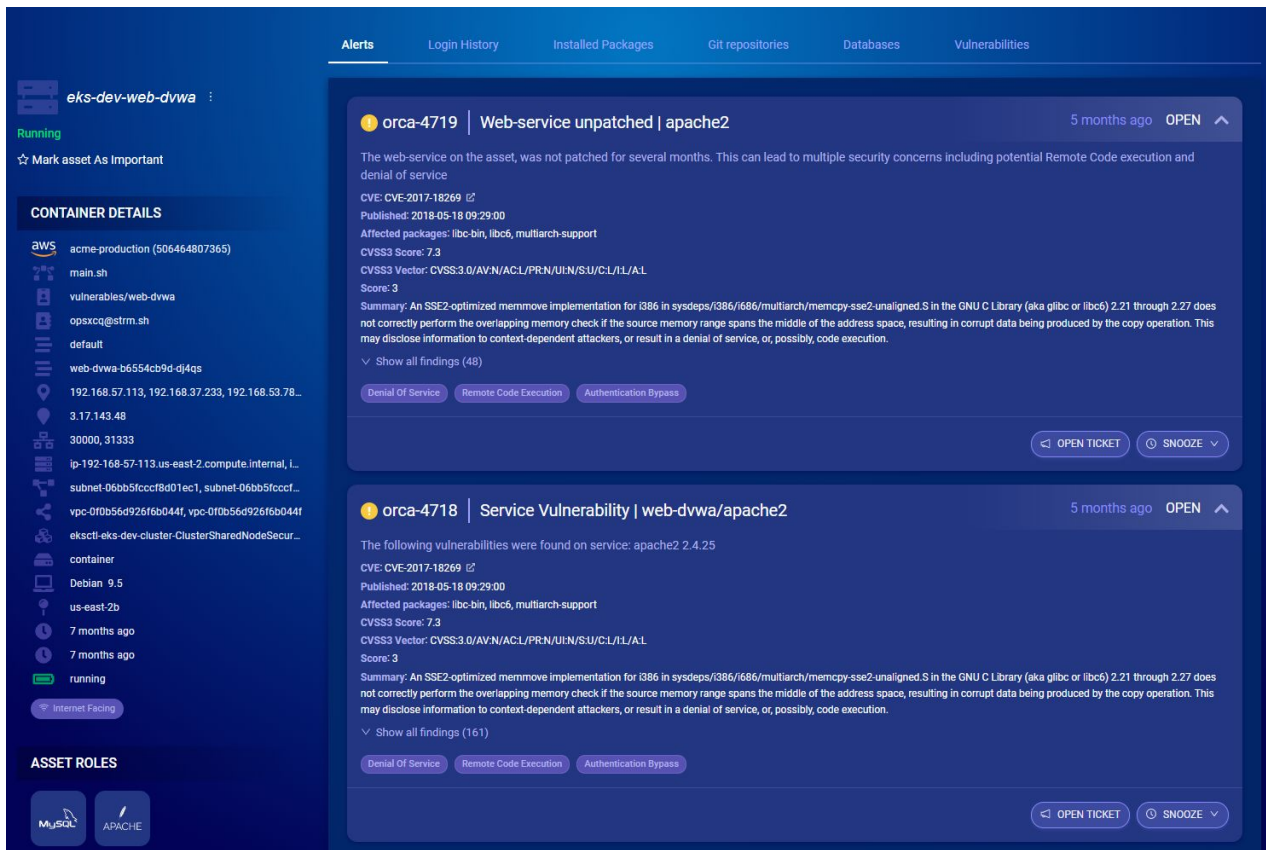 Alerts Login History Installed Packages Git repositories Databases Vulnerabilities
eks-dev-web-dvwa
Running
Mark asset As Important
CONTAINER DETAILS
aws acme-production (506464807365)
main.sh
vulnerables/web-dvwa
opsxcq@strm.sh
default
web-dvwa-b6554cb9d-dj4qs
192.168.57.113, 192.168.37.233, 192.168.53.78...
3.17.143.48
30000, 31333
ip-192-168-57-113.us-east-2.compute.internal, i...
subnet-06bb5fcccf8d01ec1, subnet-06bb5fcccf...
vpc-0f0b56d926f6b044f, vpc-0f0b56d926f6b044f
eksctl-eks-dev-cluster-ClusterSharedNodeSecur...
container
Debian 9.5
us-east-2b
7 months ago
7 months ago
running
Internet Facing
ASSET ROLES
MySQL APACHE
orca-4719 Web-service unpatched | apache2 5 months ago OPEN
The web-service on the asset, was not patched for several months. This can lead to multiple security concerns including potential Remote Code execution and
denial of service
CVE: CVE-2017-18269
Published: 2018-05-18 09:29:00
Affected packages: libc-bin, libc6, multiarch-support
CVSS3 Score: 7.3
CVSS3 Vector: CVSS:3.0/AV:N/AC:L/PR:N/UI:N/S:U/C:L/I:L/A:L
Score: 3
Summary: An SSE2-optimized memmove implementation for i386 in sysdeps/i386/i686/multiarch/memcpy-sse2-unaligned.S in the GNU C Library (aka glibc or libc6) 2.21 through 2.27 does
not correctly perform the overlapping memory check if the source memory range spans the middle of the address space, resulting in corrupt data being produced by the copy operation. This
may disclose information to context-dependent attackers, or result in a denial of service, or, possibly, code execution.
Show all findings (48)
Denial Of Service Remote Code Execution Authentication Bypass
OPEN TICKET SNOOZE
orca-4718 Service Vulnerability | web-dvwa/apache2 5 months ago OPEN
The following vulnerabilities were found on service: apache2 2.4.25
CVE: CVE-2017-18269
Published: 2018-05-18 09:29:00
Affected packages: libc-bin, libc6, multiarch-support
CVSS3 Score: 7.3
CVSS3 Vector: CVSS:3.0/AV:N/AC:L/PR:N/UI:N/S:U/C:L/I:L/A:L
Score: 3
Summary: An SSE2-optimized memmove implementation for i386 in sysdeps/i386/i686/multiarch/memcpy-sse2-unaligned.S in the GNU C Library (aka glibc or libc6) 2.21 through 2.27 does
not correctly perform the overlapping memory check if the source memory range spans the middle of the address space, resulting in corrupt data being produced by the copy operation. This
may disclose information to context-dependent attackers, or result in a denial of service, or, possibly, code execution.
Show all findings (161)
Denial Of Service Remote Code Execution Authentication Bypass
OPEN TICKET SNOOZE